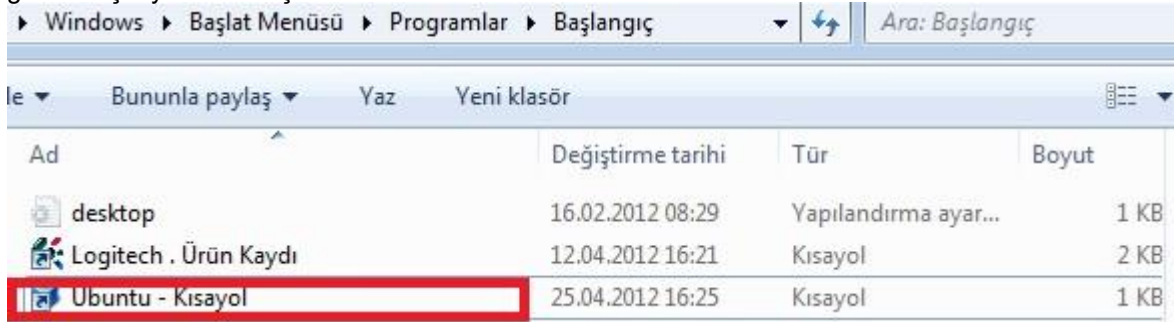 Windows ▸ Başlat Menüsü ▸ Programlar ▸ Başlangıç Ara: Başlangıç
le Bununla paylaş Yaz Yeni klasör
Ad Değiştirme tarihi Tür Boyut
desktop 16.02.2012 08:29 Yapılandırma ayar... 1 KB
Logitech . Ürün Kaydı 12.04.2012 16:21 Kısayol 2 KB
Ubuntu - Kısayol 25.04.2012 16:25 Kısayol 1 KB